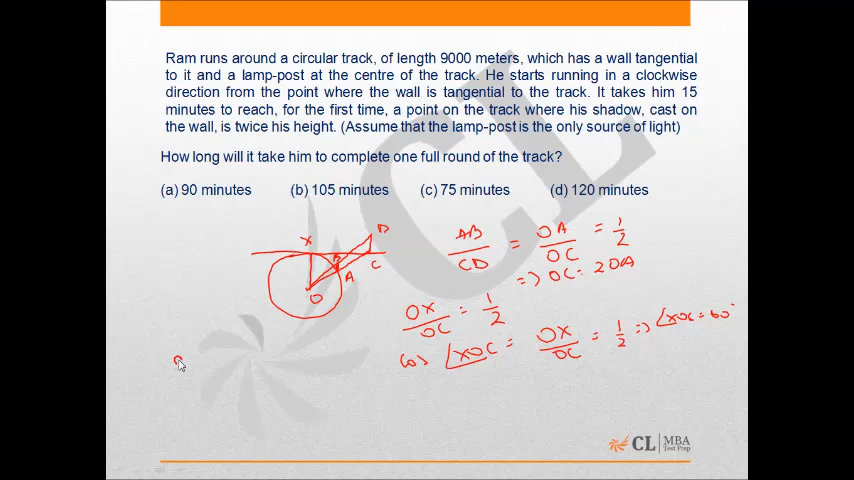 Ram runs around a circular track, of length 9000 meters, which has a wall tangential
to it and a lamp-post at the centre of the track. He starts running in a clockwise
direction from the point where the wall is tangential to the track. It takes him 15
minutes to reach, for the first time, a point on the track where his shadow, cast on
the wall, is twice his height. (Assume that the lamp-post is the only source of light)
How long will it take him to complete one full round of the track?
(a) 90 minutes (b) 105 minutes (c) 75 minutes (d) 120 minutes
X D
B
A C
O
AB/CD = OA/OC = 1/2
=> OC = 2OA
OX/OC = 1/2
cos ∠XOC = OX/OC = 1/2 => ∠XOC = 60°
CL
CL MBA
Test Prep